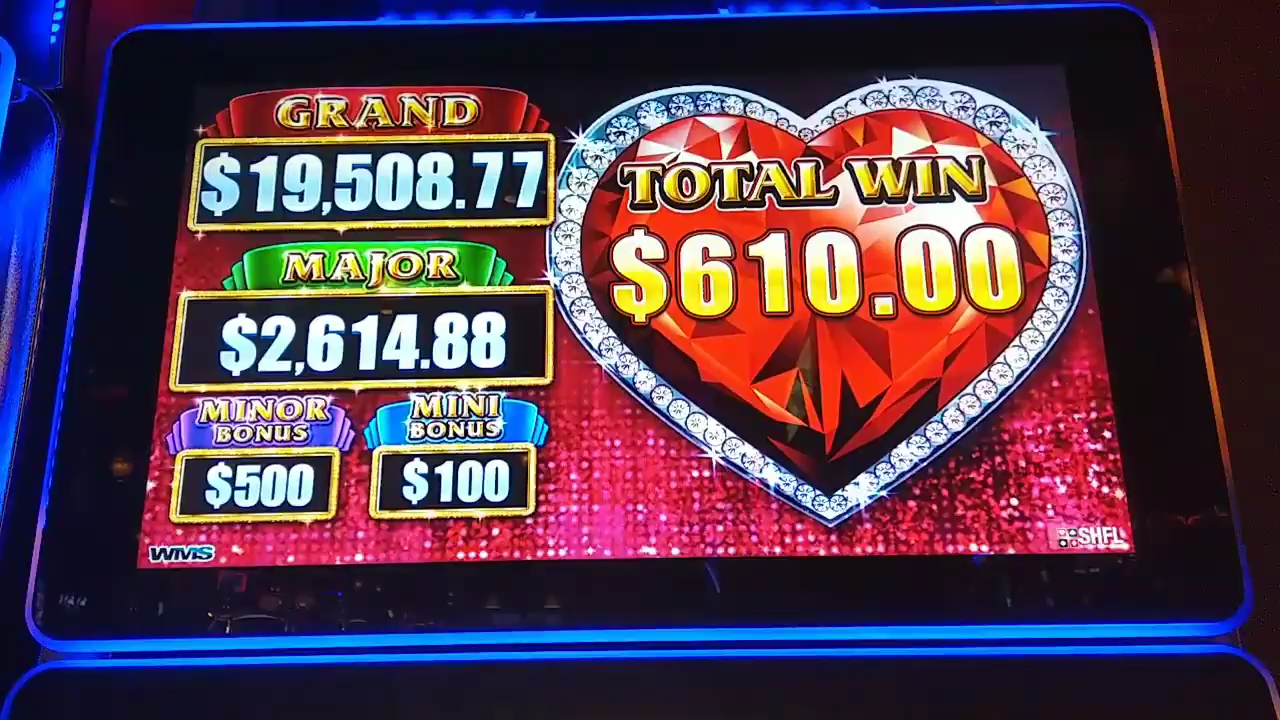 GRAND
$19,508.77
MAJOR
$2,614.88
MINOR
BONUS
$500
MINI
BONUS
$100
TOTAL WIN
$610.00
WMS
SHFL